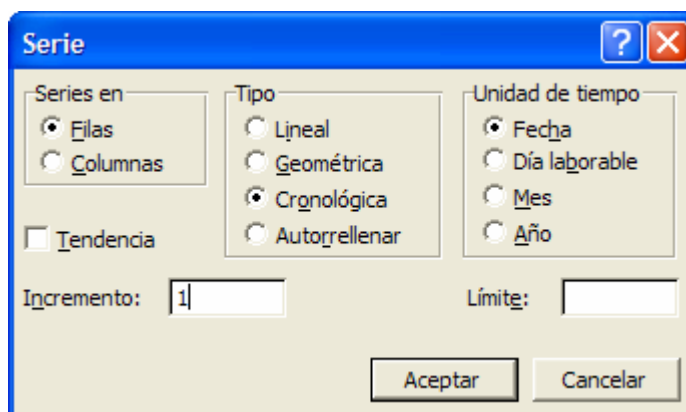 Serie
Series en
Filas
Columnas
Tipo
Lineal
Geométrica
Cronológica
Autorrellenar
Unidad de tiempo
Fecha
Día laborable
Mes
Año
Tendencia
Incremento: 1
Límite:
Aceptar
Cancelar